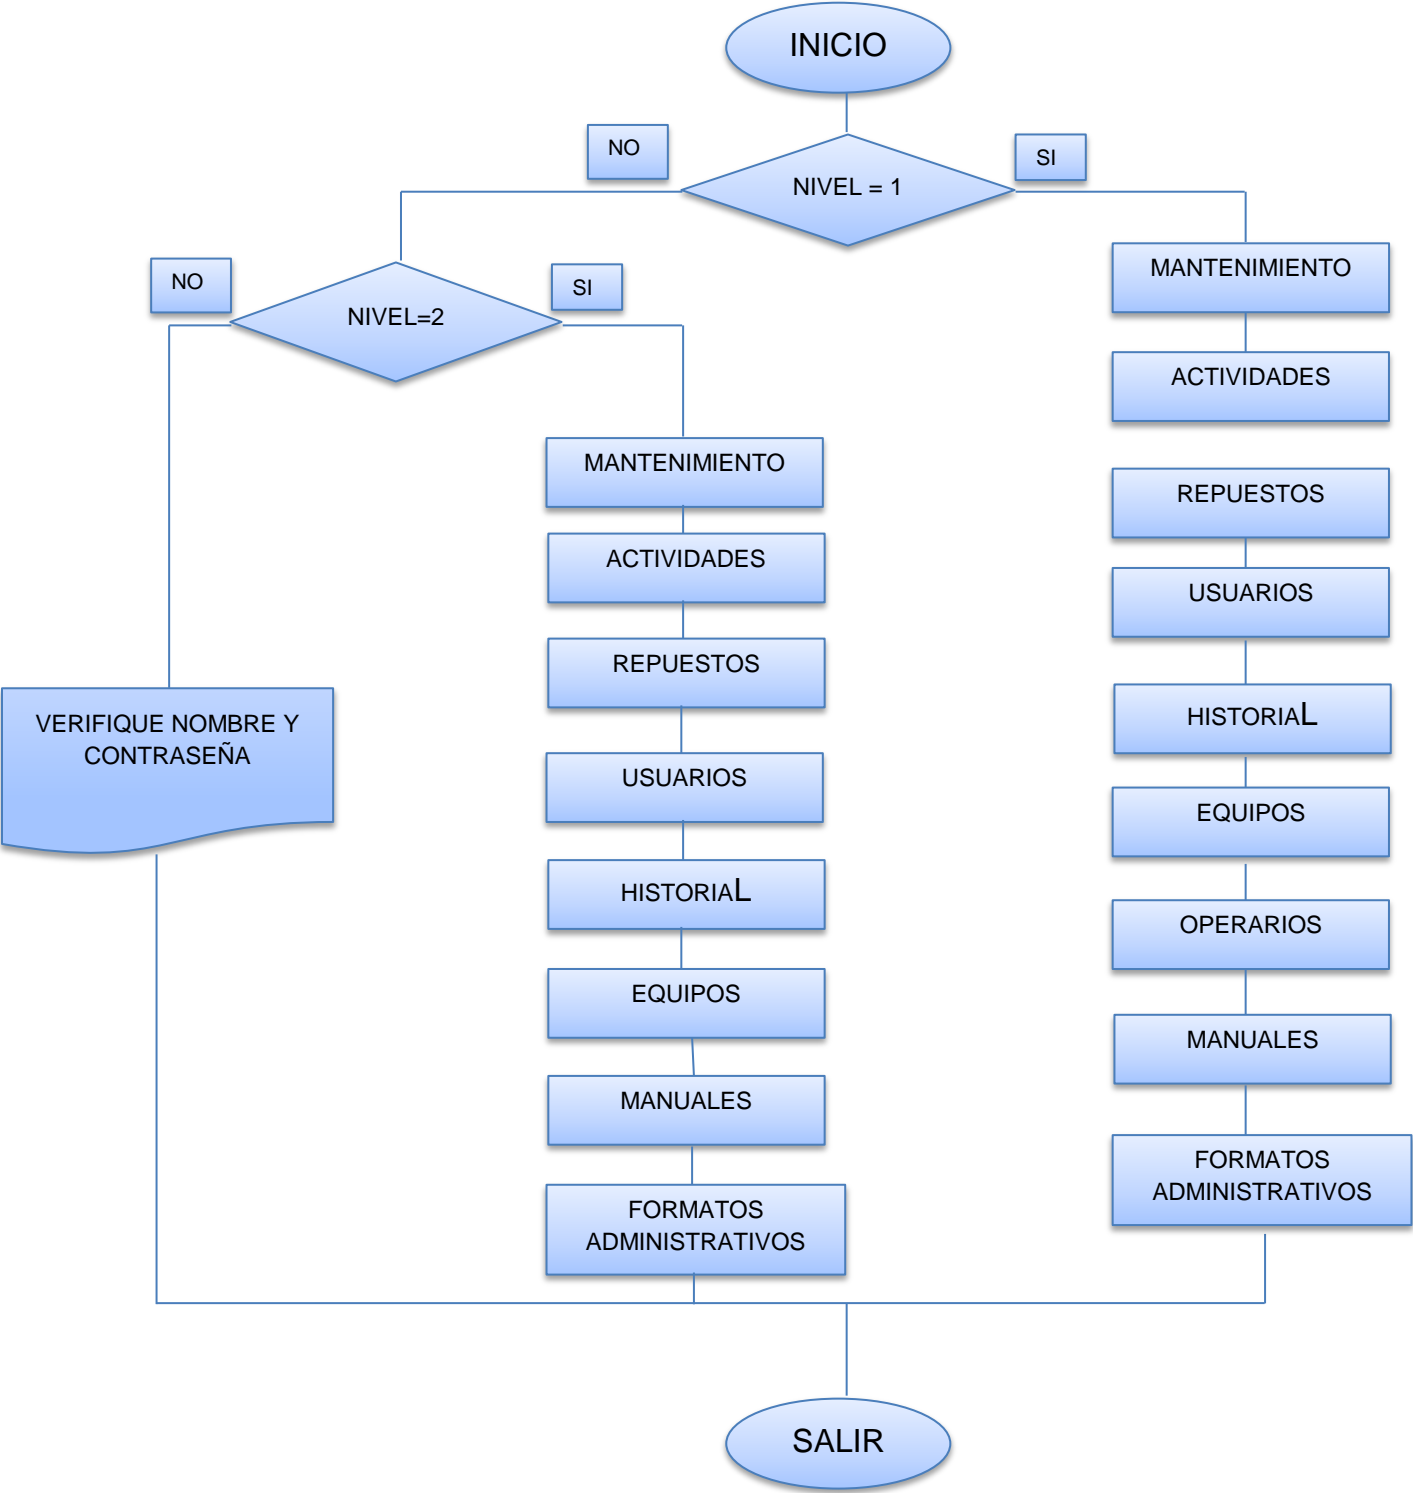 INICIO
NO
SI
NIVEL = 1
NO
SI
NIVEL=2
MANTENIMIENTO
ACTIVIDADES
REPUESTOS
USUARIOS
HISTORIAL
EQUIPOS
OPERARIOS
MANUALES
FORMATOS
ADMINISTRATIVOS
MANTENIMIENTO
ACTIVIDADES
REPUESTOS
USUARIOS
HISTORIAL
EQUIPOS
MANUALES
FORMATOS
ADMINISTRATIVOS
VERIFIQUE NOMBRE Y
CONTRASEÑA
SALIR